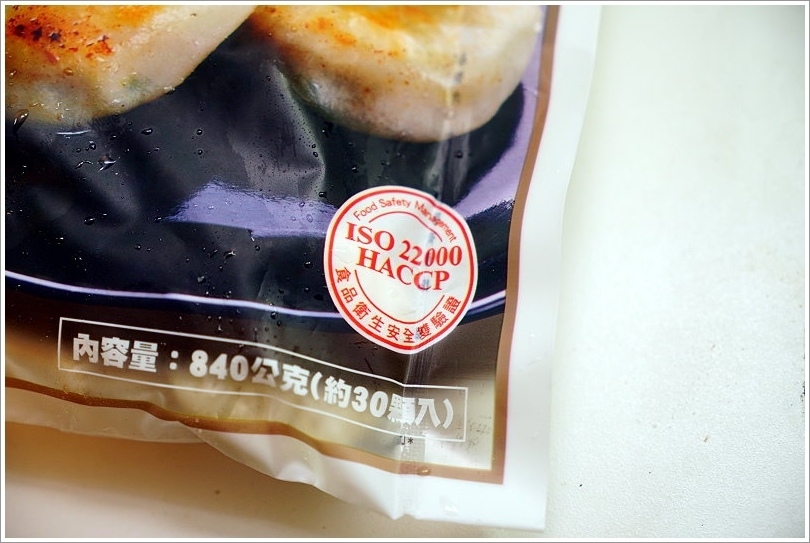 Food Safety Management
ISO 22000
HACCP
食品衛生安全雙驗證
內容量：840公克(約30顆入)